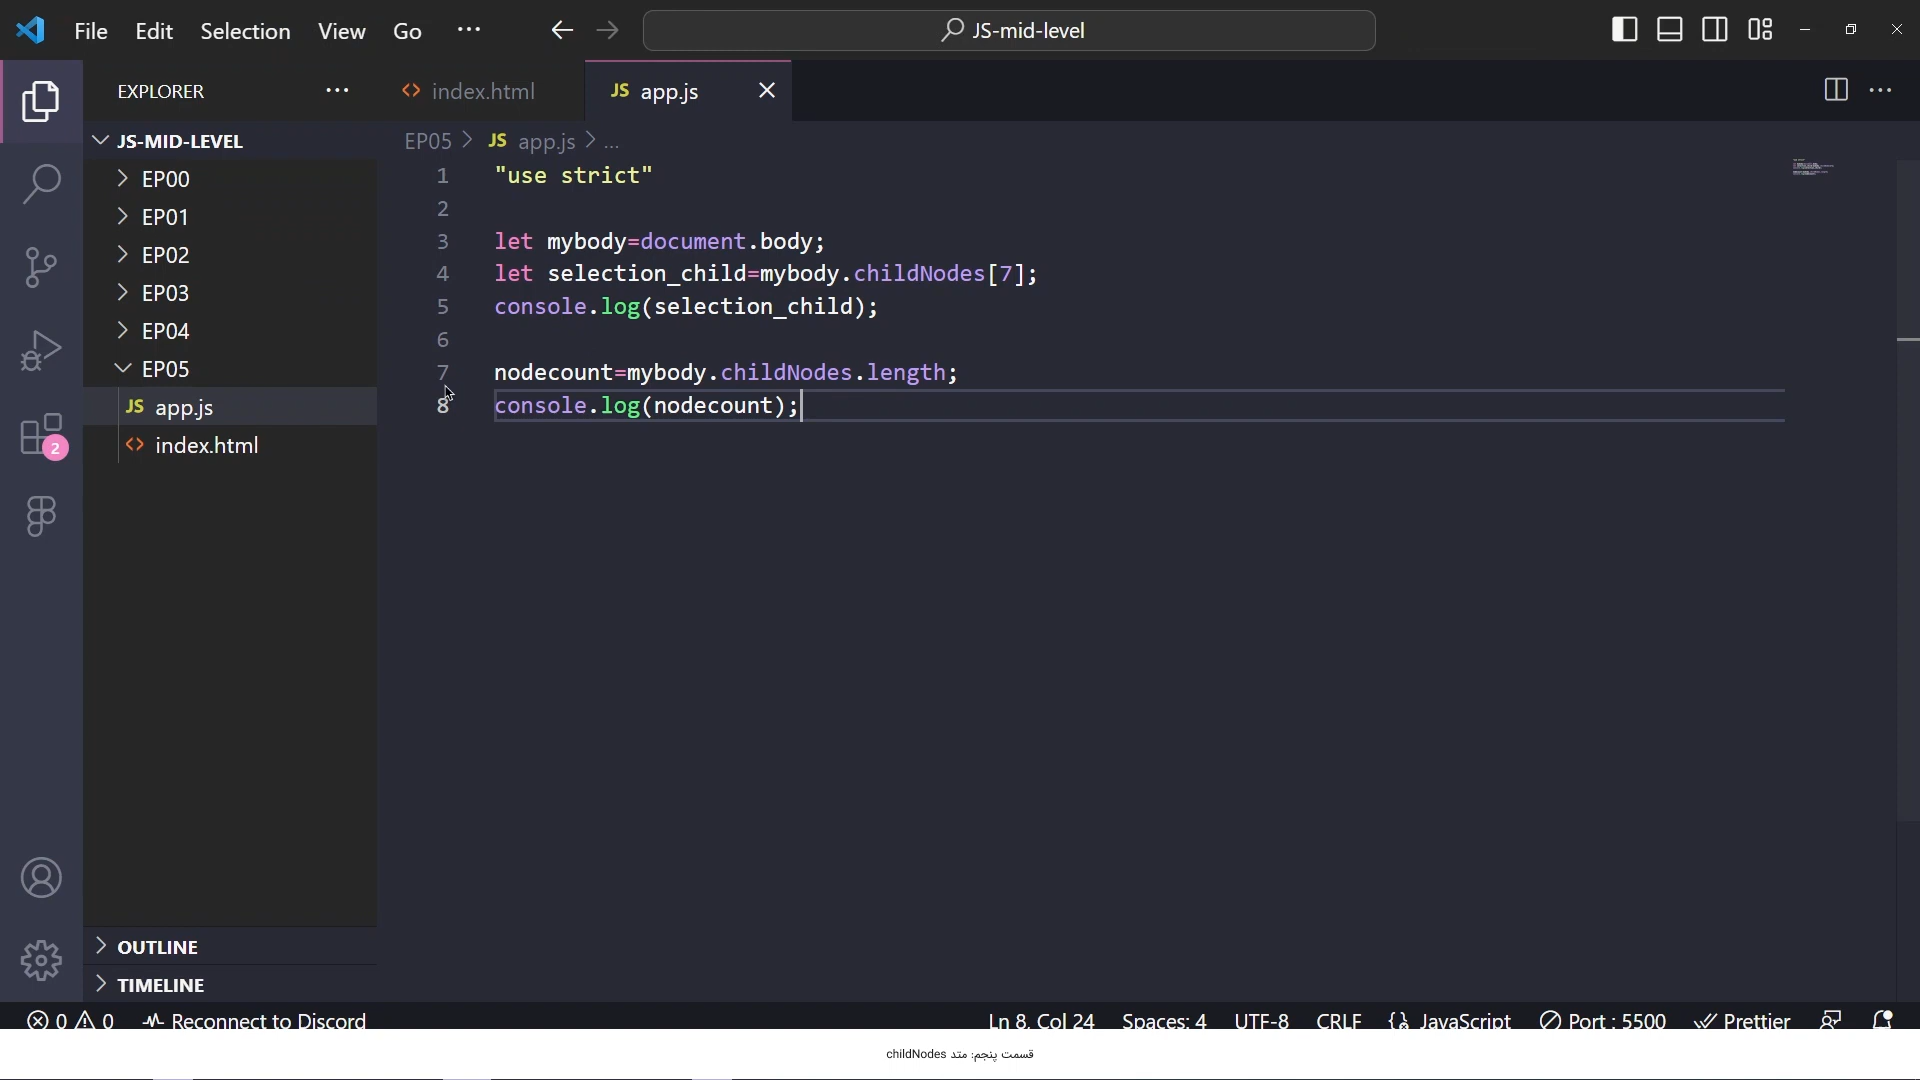 File Edit Selection View Go ··· JS-mid-level
EXPLORER ··· <> index.html JS app.js
JS-MID-LEVEL
EP05 > JS app.js > ...
EP00
EP01
EP02
EP03
EP04
EP05
JS app.js
<> index.html
1 "use strict"
2
3 let mybody=document.body;
4 let selection_child=mybody.childNodes[7];
5 console.log(selection_child);
6
7 nodecount=mybody.childNodes.length;
8 console.log(nodecount);
2
OUTLINE
TIMELINE
0 0 Reconnect to Discord Ln 8, Col 24 Spaces: 4 UTF-8 CRLF {} JavaScript Port : 5500 Prettier
قسمت پنجم: متد childNodes